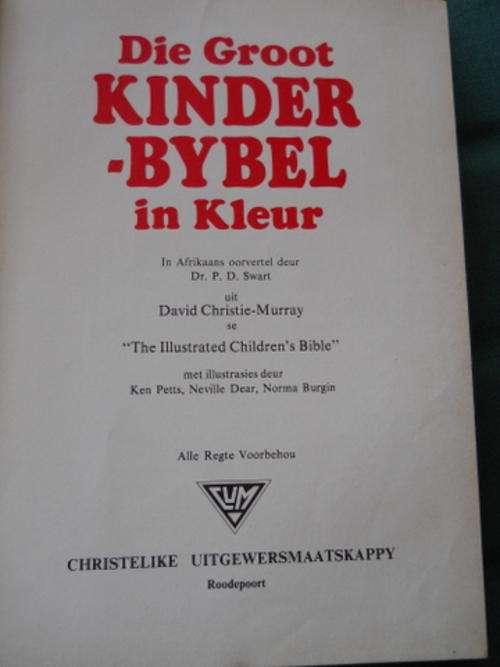 Die Groot
KINDER
-BYBEL
in Kleur
In Afrikaans oorvertel deur
Dr. P. D. Swart
uit
David Christie-Murray
se
"The Illustrated Children's Bible"
met illustrasies deur
Ken Petts, Neville Dear, Norma Burgin
Alle Regte Voorbehou
CUM
CHRISTELIKE UITGEWERSMAATSKAPPY
Roodepoort